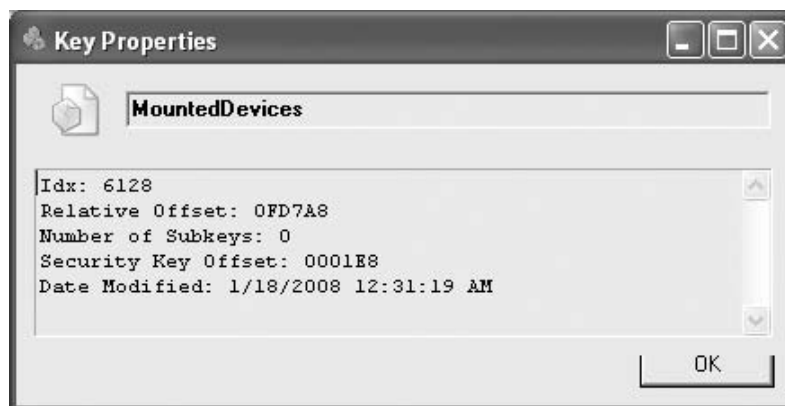 Key Properties
MountedDevices
Idx: 6128
Relative Offset: 0FD7A8
Number of Subkeys: 0
Security Key Offset: 0001E8
Date Modified: 1/18/2008 12:31:19 AM
OK